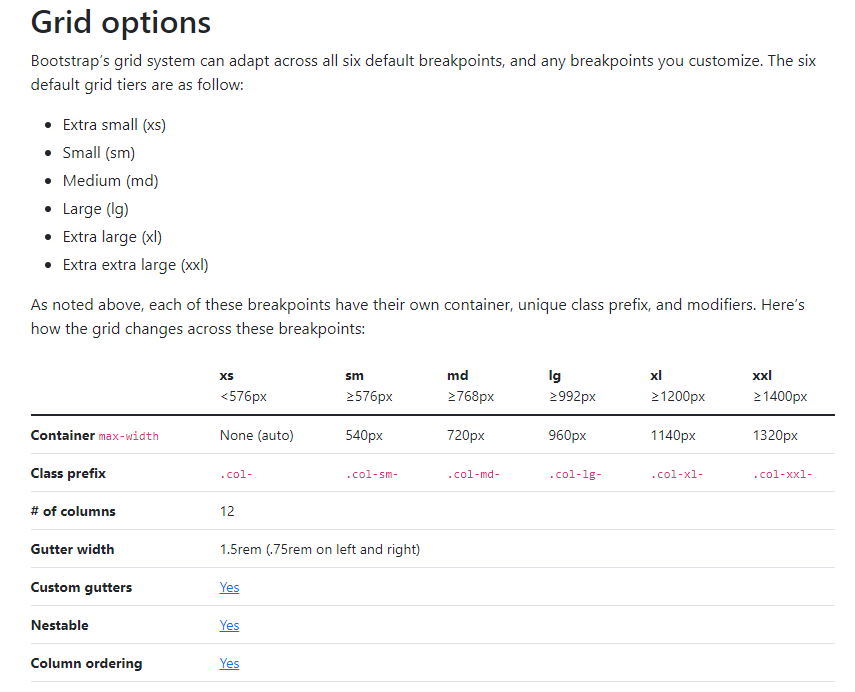 Grid options
Bootstrap’s grid system can adapt across all six default breakpoints, and any breakpoints you customize. The six
default grid tiers are as follow:
Extra small (xs)
Small (sm)
Medium (md)
Large (lg)
Extra large (xl)
Extra extra large (xxl)
As noted above, each of these breakpoints have their own container, unique class prefix, and modifiers. Here’s
how the grid changes across these breakpoints:
xs sm md lg xl xxl
<576px ≥576px ≥768px ≥992px ≥1200px ≥1400px
Container max-width None (auto) 540px 720px 960px 1140px 1320px
Class prefix .col- .col-sm- .col-md- .col-lg- .col-xl- .col-xxl-
# of columns 12
Gutter width 1.5rem (.75rem on left and right)
Custom gutters Yes
Nestable Yes
Column ordering Yes